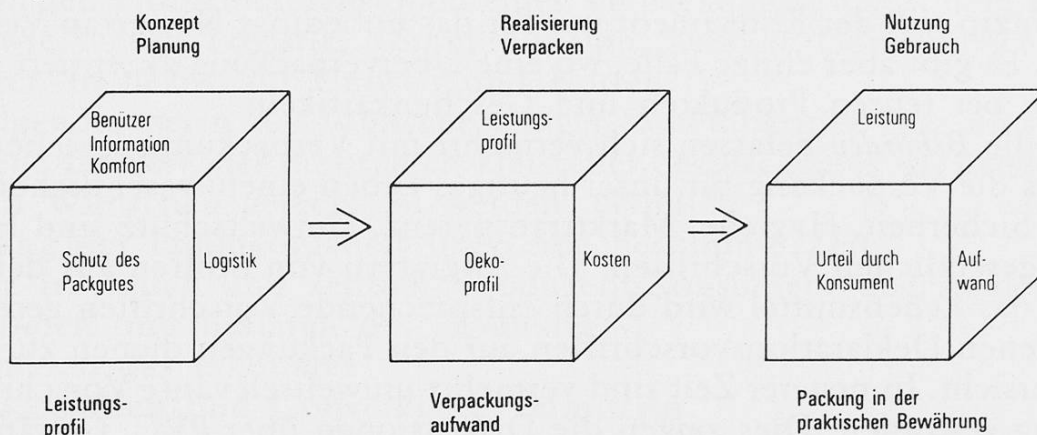 Konzept
Planung
Realisierung
Verpacken
Nutzung
Gebrauch
Benützer
Information
Komfort
Schutz des
Packgutes
Logistik
Leistungs-
profil
Leistungs-
profil
Oeko-
profil
Kosten
Verpackungs-
aufwand
Leistung
Urteil durch
Konsument
Auf-
wand
Packung in der
praktischen Bewährung